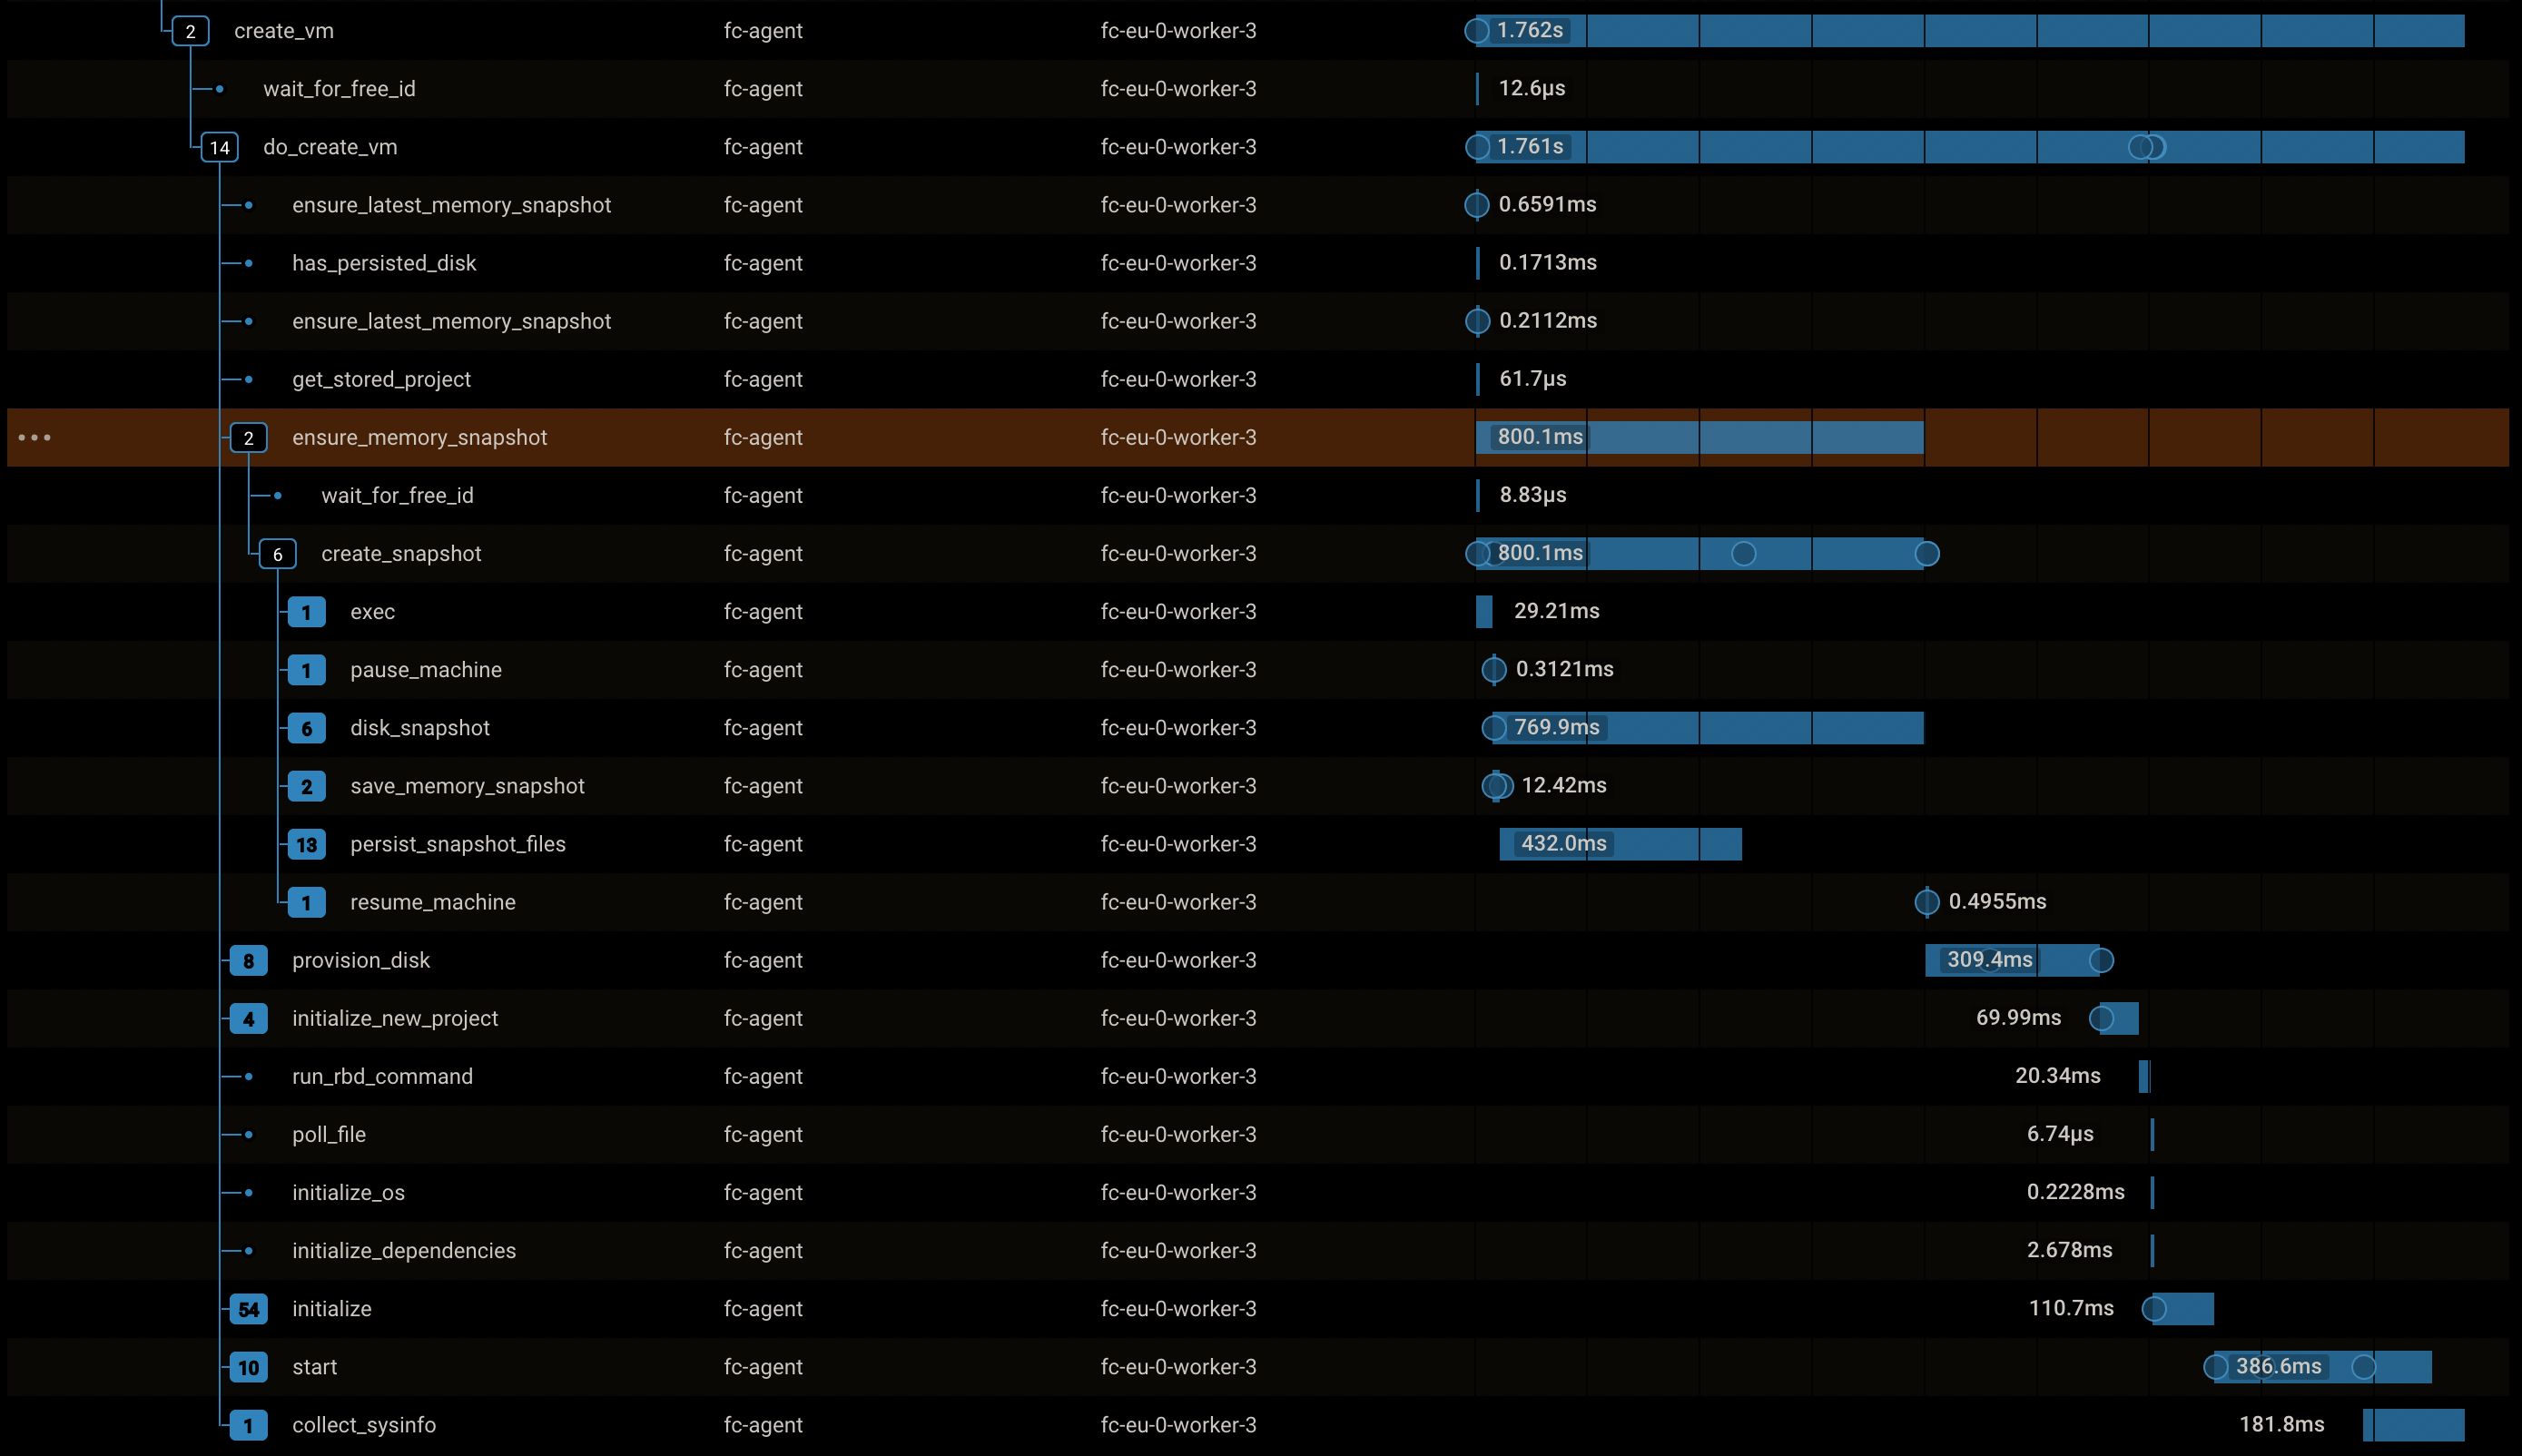 2 create_vm fc-agent fc-eu-0-worker-3 1.762s
wait_for_free_id fc-agent fc-eu-0-worker-3 12.6µs
14 do_create_vm fc-agent fc-eu-0-worker-3 1.761s
ensure_latest_memory_snapshot fc-agent fc-eu-0-worker-3 0.6591ms
has_persisted_disk fc-agent fc-eu-0-worker-3 0.1713ms
ensure_latest_memory_snapshot fc-agent fc-eu-0-worker-3 0.2112ms
get_stored_project fc-agent fc-eu-0-worker-3 61.7µs
2 ensure_memory_snapshot fc-agent fc-eu-0-worker-3 800.1ms
wait_for_free_id fc-agent fc-eu-0-worker-3 8.83µs
6 create_snapshot fc-agent fc-eu-0-worker-3 800.1ms
1 exec fc-agent fc-eu-0-worker-3 29.21ms
1 pause_machine fc-agent fc-eu-0-worker-3 0.3121ms
6 disk_snapshot fc-agent fc-eu-0-worker-3 769.9ms
2 save_memory_snapshot fc-agent fc-eu-0-worker-3 12.42ms
13 persist_snapshot_files fc-agent fc-eu-0-worker-3 432.0ms
1 resume_machine fc-agent fc-eu-0-worker-3 0.4955ms
8 provision_disk fc-agent fc-eu-0-worker-3 309.4ms
4 initialize_new_project fc-agent fc-eu-0-worker-3 69.99ms
run_rbd_command fc-agent fc-eu-0-worker-3 20.34ms
poll_file fc-agent fc-eu-0-worker-3 6.74µs
initialize_os fc-agent fc-eu-0-worker-3 0.2228ms
initialize_dependencies fc-agent fc-eu-0-worker-3 2.678ms
54 initialize fc-agent fc-eu-0-worker-3 110.7ms
10 start fc-agent fc-eu-0-worker-3 386.6ms
1 collect_sysinfo fc-agent fc-eu-0-worker-3 181.8ms